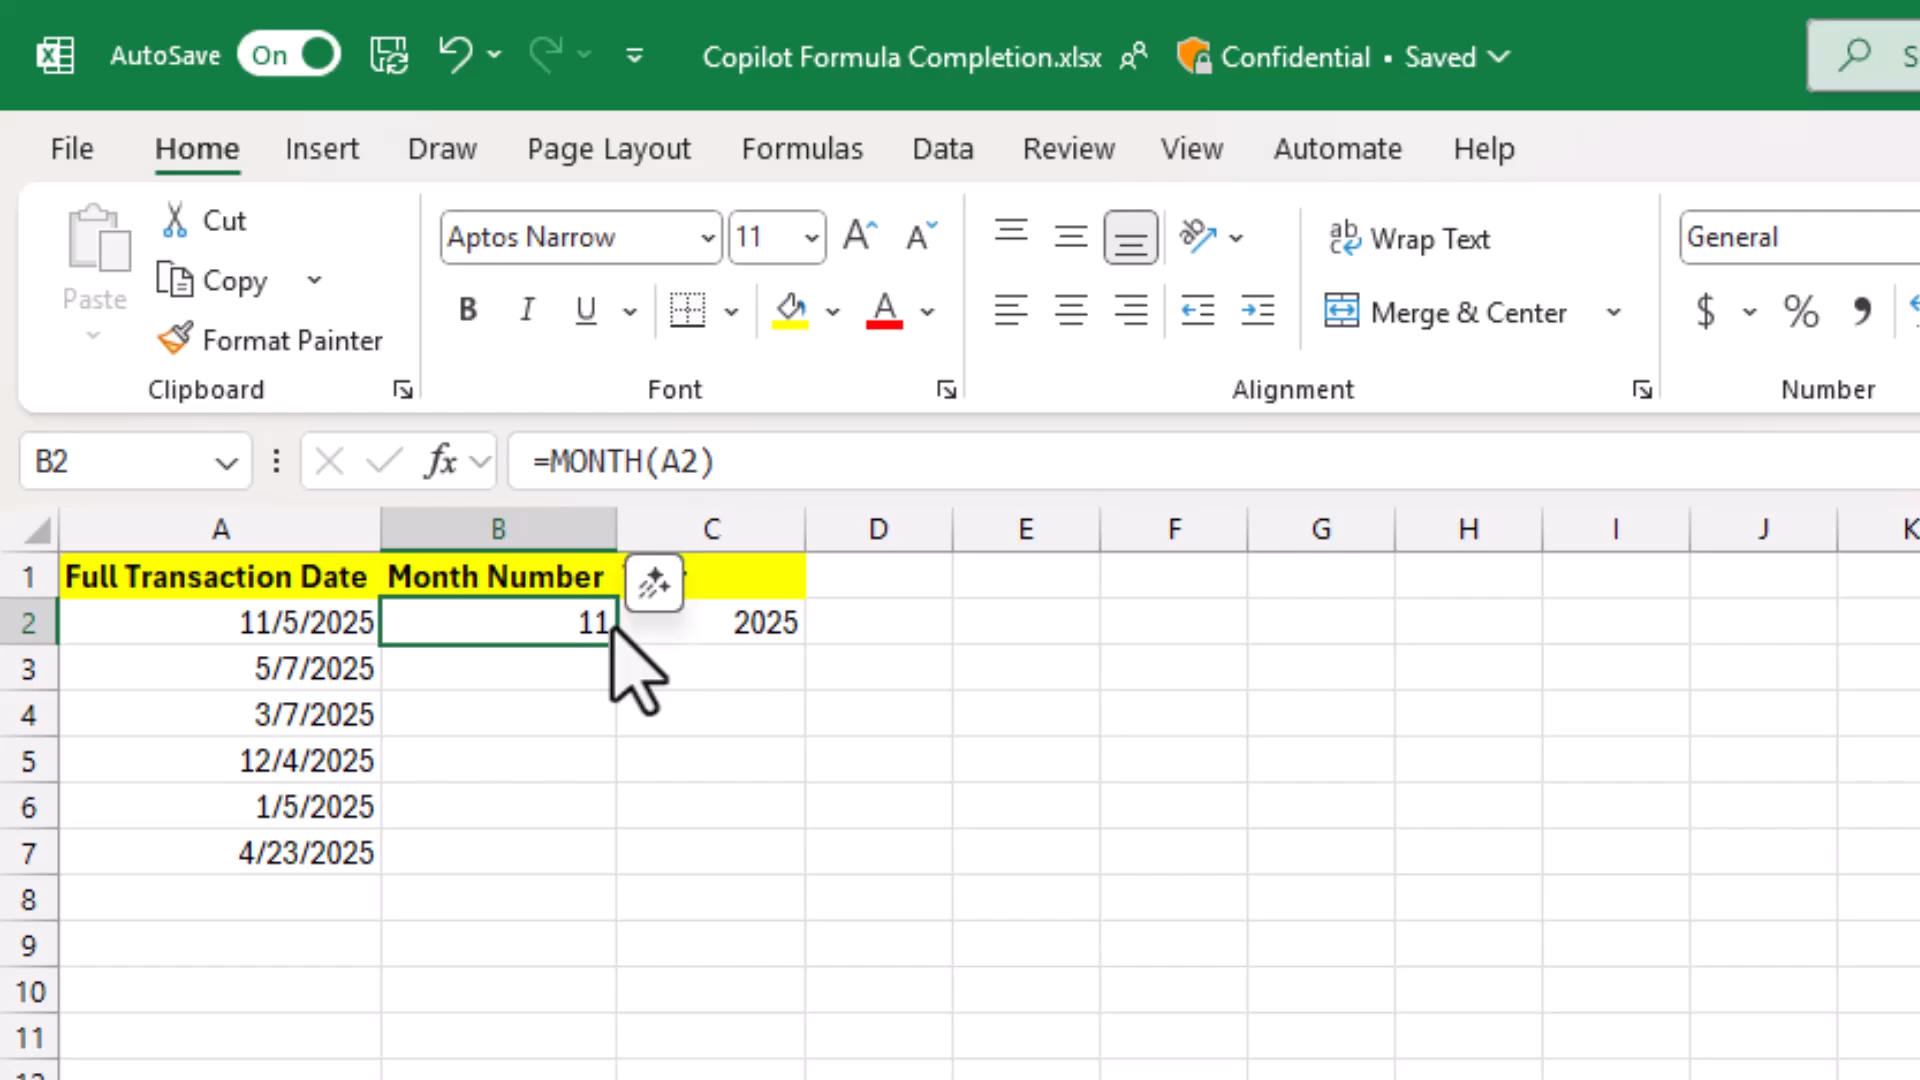 AutoSave On Copilot Formula Completion.xlsx Confidential • Saved S
File Home Insert Draw Page Layout Formulas Data Review View Automate Help
Paste
Cut
Copy
Format Painter
Clipboard
Aptos Narrow 11
B I U A
Font
ab Wrap Text
Merge & Center
Alignment
General
$ % ,
Number
B2 fx =MONTH(A2)
A B C D E F G H I J K
1 Full Transaction Date Month Number
2 11/5/2025 11 2025
3 5/7/2025
4 3/7/2025
5 12/4/2025
6 1/5/2025
7 4/23/2025
8
9
10
11